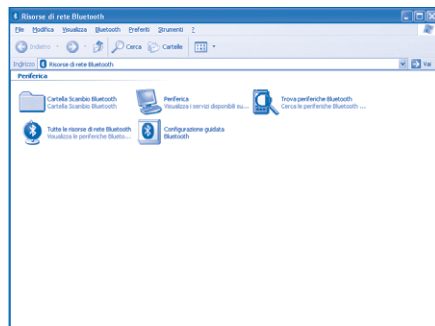 Risorse di rete Bluetooth
File Modifica Visualizza Bluetooth Preferiti Strumenti ?
Indietro Cerca Cartelle
Indirizzo Risorse di rete Bluetooth Vai
Periferica
Cartella Scambio Bluetooth
Cartella Scambio Bluetooth
Periferica
Visualizza i servizi disponibili su...
Trova periferiche Bluetooth
Cerca le periferiche Bluetooth ...
Tutte le risorse di rete Bluetooth
Visualizza le periferiche Blueto...
Configurazione guidata
Bluetooth